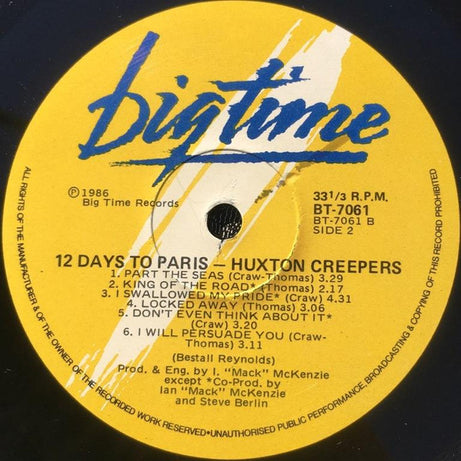 big time
℗ 1986
Big Time Records
33 1/3 R.P.M.
BT-7061
BT-7061 B
SIDE 2
12 DAYS TO PARIS – HUXTON CREEPERS
1. PART THE SEAS (Craw-Thomas) 3.29
2. KING OF THE ROAD* (Thomas) 2.17
3. I SWALLOWED MY PRIDE* (Craw) 4.31
4. LOCKED AWAY (Thomas) 3.06
5. DON'T EVEN THINK ABOUT IT*
(Craw) 3.20
6. I WILL PERSUADE YOU (Craw-
Thomas) 3.11
(Bestall Reynolds)
Prod. & Eng. by I. "Mack" McKenzie
except *Co-Prod. by
Ian "Mack" McKenzie
and Steve Berlin
ALL RIGHTS OF THE MANUFACTURER & OF THE OWNER OF THE RECORDED WORK RESERVED•UNAUTHORISED PUBLIC PERFORMANCE, BROADCASTING & COPYING OF THIS RECORD PROHIBITED